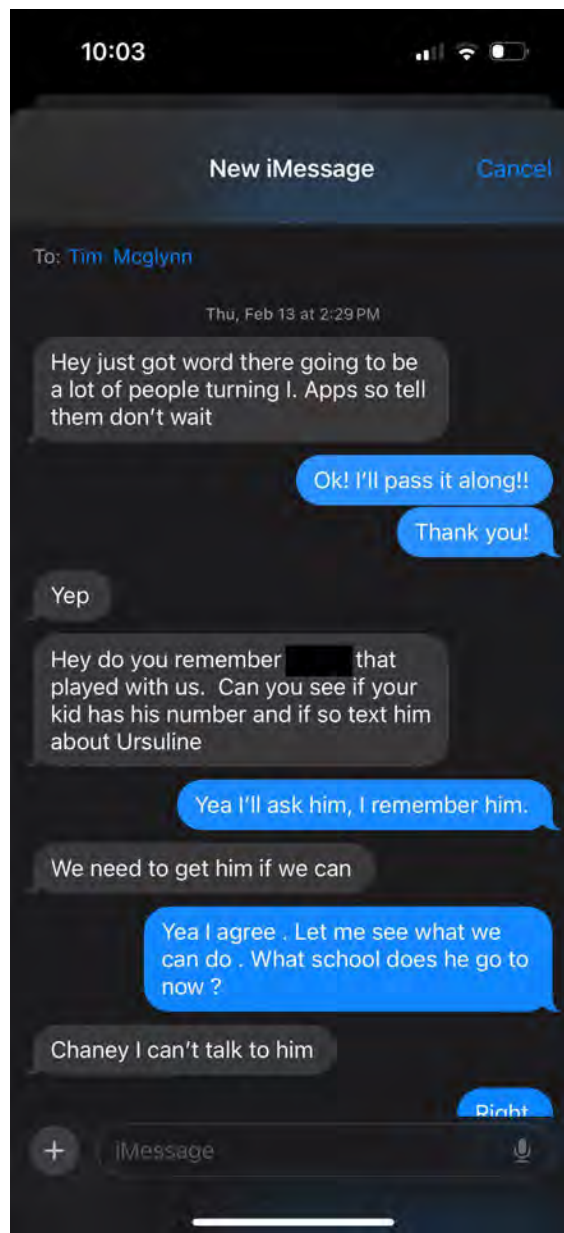 10:03
New iMessage Cancel
To: Tim Mcglynn
Thu, Feb 13 at 2:29 PM
Hey just got word there going to be
a lot of people turning I. Apps so tell
them don’t wait
Ok! I’ll pass it along!!
Thank you!
Yep
Hey do you remember that
played with us. Can you see if your
kid has his number and if so text him
about Ursuline
Yea I’ll ask him, I remember him.
We need to get him if we can
Yea I agree . Let me see what we
can do . What school does he go to
now ?
Chaney I can’t talk to him
Right
iMessage